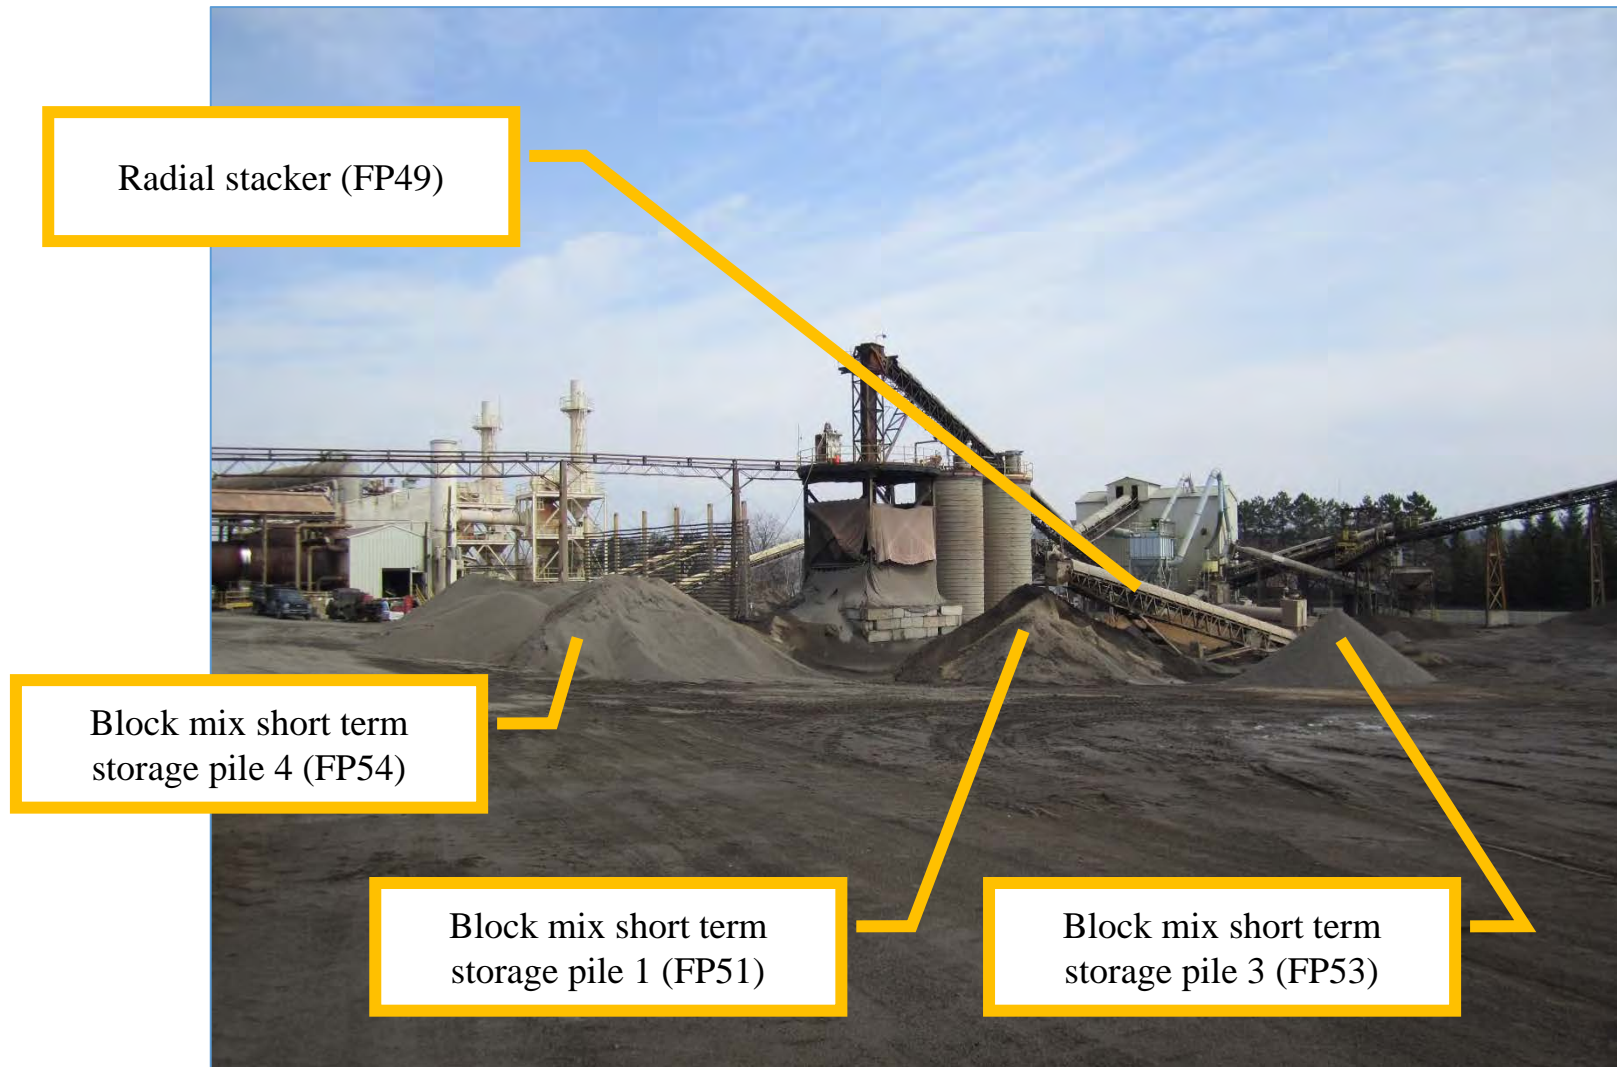 Radial stacker (FP49)
Block mix short term
storage pile 4 (FP54)
Block mix short term
storage pile 1 (FP51)
Block mix short term
storage pile 3 (FP53)